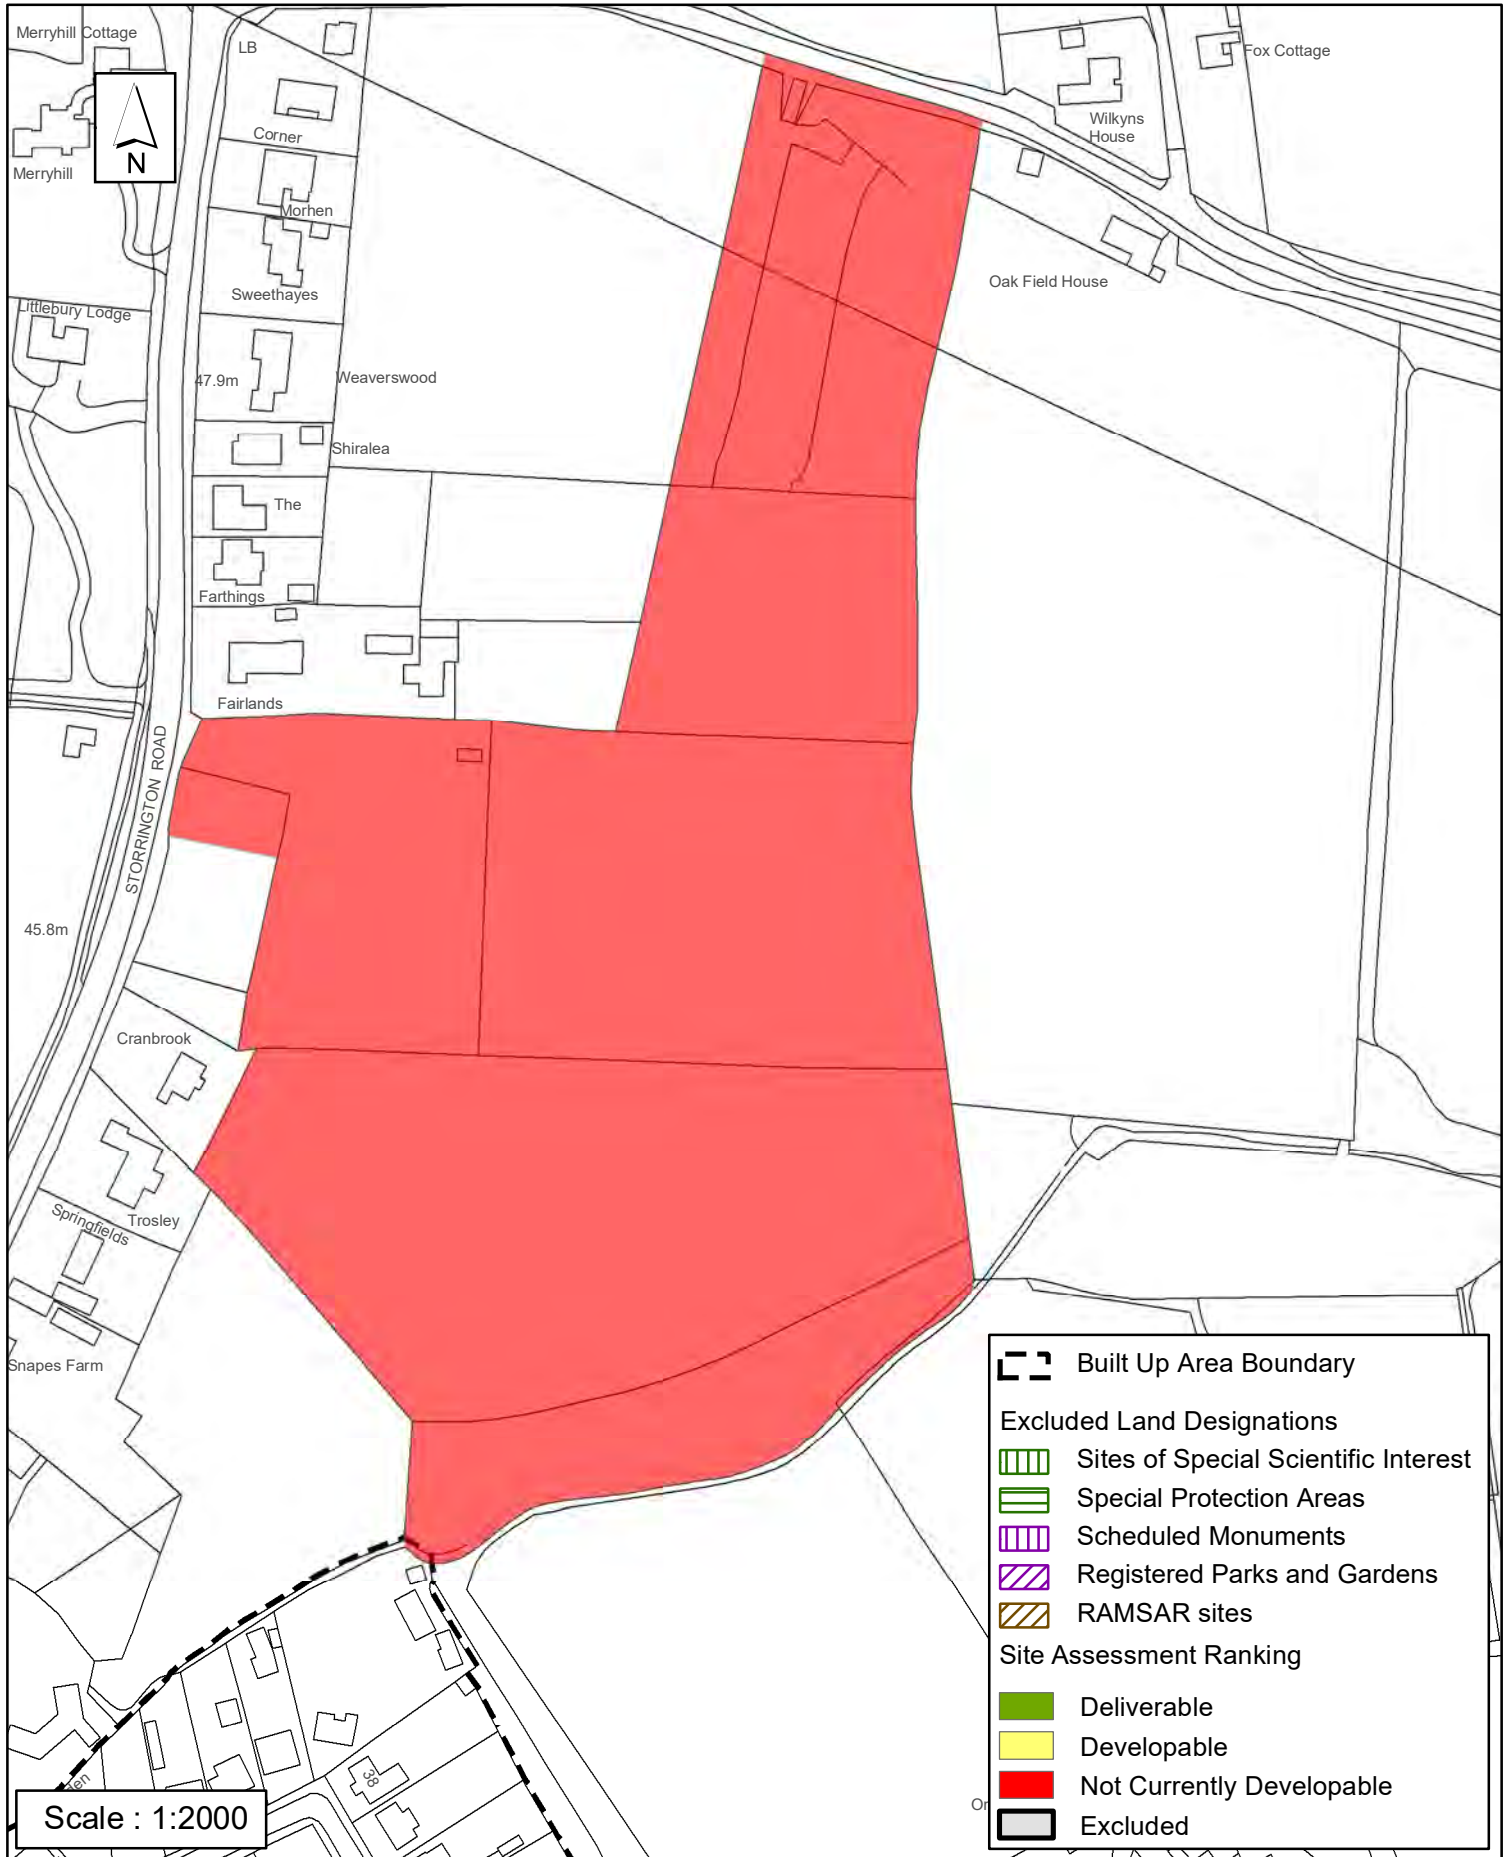 Merryhill Cottage
LB
Fox Cottage
Wilkyns
House
Corner
N
Merryhill
Morhen
Oak Field House
Sweethayes
Littlebury Lodge
47.9m
Weaverswood
Shiralea
The
Farthings
Fairlands
STORRINGTON ROAD
45.8m
Cranbrook
Trosley
Springfields
Snapes Farm
38
Scale : 1:2000
Built Up Area Boundary
Excluded Land Designations
Sites of Special Scientific Interest
Special Protection Areas
Scheduled Monuments
Registered Parks and Gardens
RAMSAR sites
Site Assessment Ranking
Deliverable
Developable
Not Currently Developable
Excluded